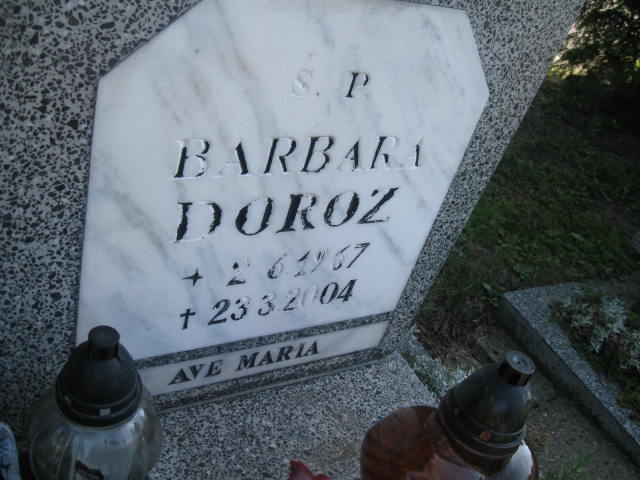 Ś. P.
BARBARA
DOROZ
2.6.1967
✝ 23.3.2004
AVE MARIA